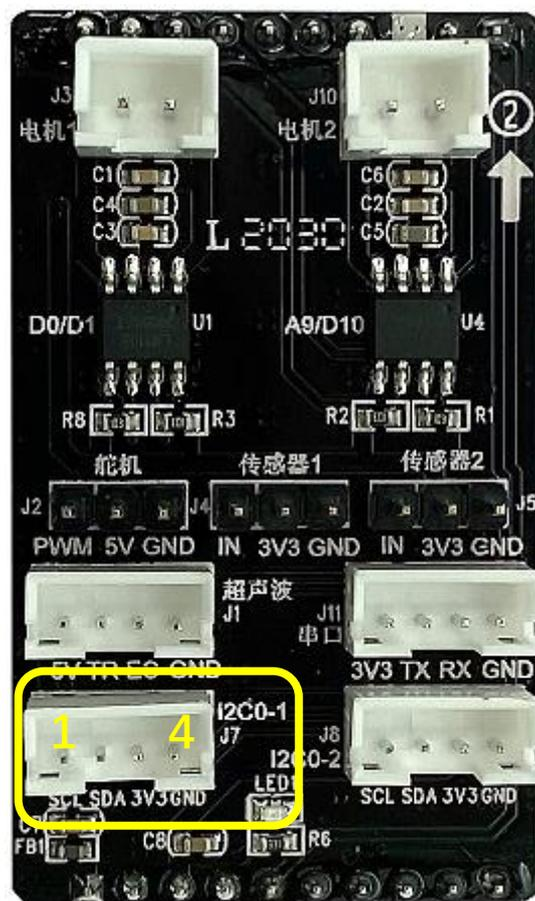 J3
电机1
J10
电机2
②
C1
C4
C3
C6
C2
C5
L 2030
D0/D1
U1
A9/D10
U4
R8
R3
R2
R1
舵机
传感器1
传感器2
J2
J4
J5
PWM 5V GND
IN 3V3 GND
IN 3V3 GND
超声波
J1
J11
串口
5V TR EC GND
3V3 TX RX GND
1
4
I2C0-1
J7
J8
I2C0-2
SCL SDA 3V3 GND
LED1
SCL SDA 3V3 GND
C7
FB1
C8
R6